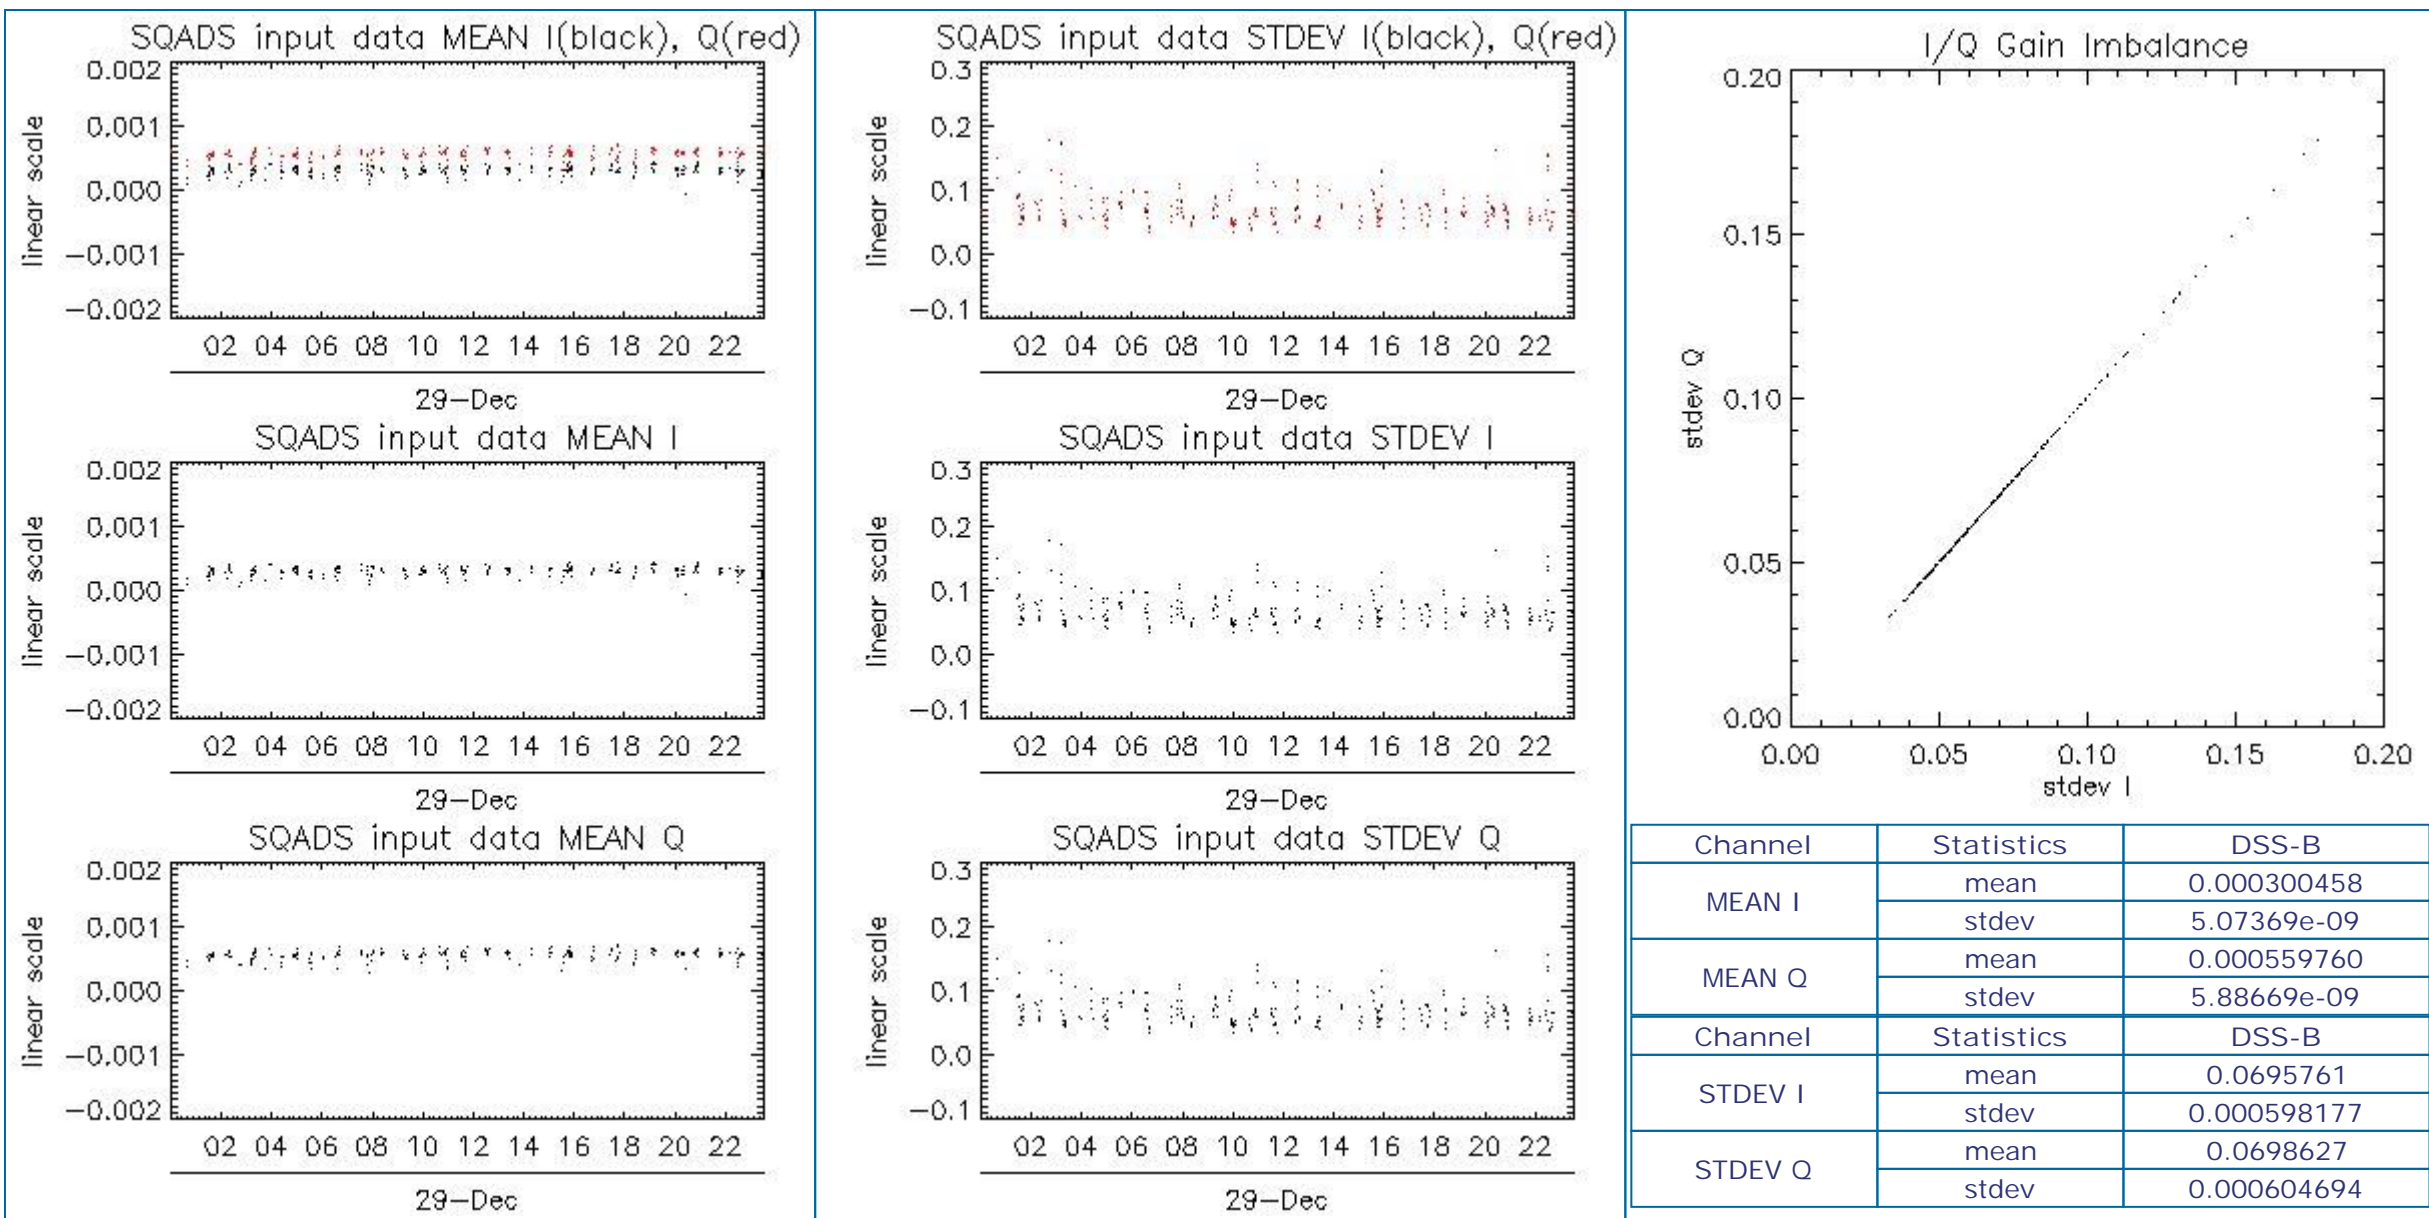 SQADS input data MEAN I(black), Q(red)
0.002
0.001
0.000
−0.001
−0.002
linear scale
02 04 06 08 10 12 14 16 18 20 22
29−Dec
SQADS input data MEAN I
0.002
0.001
0.000
−0.001
−0.002
linear scale
02 04 06 08 10 12 14 16 18 20 22
29−Dec
SQADS input data MEAN Q
0.002
0.001
0.000
−0.001
−0.002
linear scale
02 04 06 08 10 12 14 16 18 20 22
29−Dec
SQADS input data STDEV I(black), Q(red)
0.3
0.2
0.1
0.0
−0.1
linear scale
02 04 06 08 10 12 14 16 18 20 22
29−Dec
SQADS input data STDEV I
0.3
0.2
0.1
0.0
−0.1
linear scale
02 04 06 08 10 12 14 16 18 20 22
29−Dec
SQADS input data STDEV Q
0.3
0.2
0.1
0.0
−0.1
linear scale
02 04 06 08 10 12 14 16 18 20 22
29−Dec
I/Q Gain Imbalance
0.20
0.15
0.10
0.05
0.00
stdev Q
0.00 0.05 0.10 0.15 0.20
stdev I
Channel Statistics DSS-B
MEAN I mean 0.000300458
stdev 5.07369e-09
MEAN Q mean 0.000559760
stdev 5.88669e-09
Channel Statistics DSS-B
STDEV I mean 0.0695761
stdev 0.000598177
STDEV Q mean 0.0698627
stdev 0.000604694